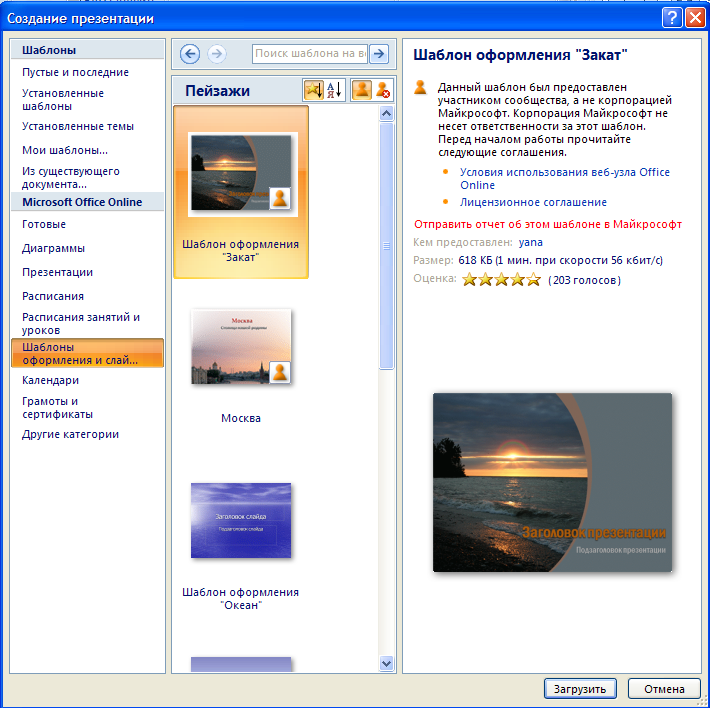 Создание презентации
Шаблоны
Пустые и последние
Установленные
шаблоны
Установленные темы
Мои шаблоны...
Из существующего
документа...
Microsoft Office Online
Готовые
Диаграммы
Презентации
Расписания
Расписания занятий и
уроков
Шаблоны
оформления и слай...
Календари
Грамоты и
сертификаты
Другие категории
Поиск шаблона на в
Пейзажи
А
Я
Шаблон оформления
"Закат"
Москва
Москва
Заголовок слайда
Подзаголовок слайда
Шаблон оформления
"Океан"
Шаблон оформления "Закат"
Данный шаблон был предоставлен
участником сообщества, а не корпорацией
Майкрософт. Корпорация Майкрософт не
несет ответственности за этот шаблон.
Перед началом работы прочитайте
следующие соглашения.
Условия использования веб-узла Office
Online
Лицензионное соглашение
Отправить отчет об этом шаблоне в Майкрософт
Кем предоставлен: yana
Размер: 618 КБ (1 мин. при скорости 56 кбит/с)
Оценка: (203 голосов)
Заголовок презентации
Подзаголовок презентации
Загрузить
Отмена